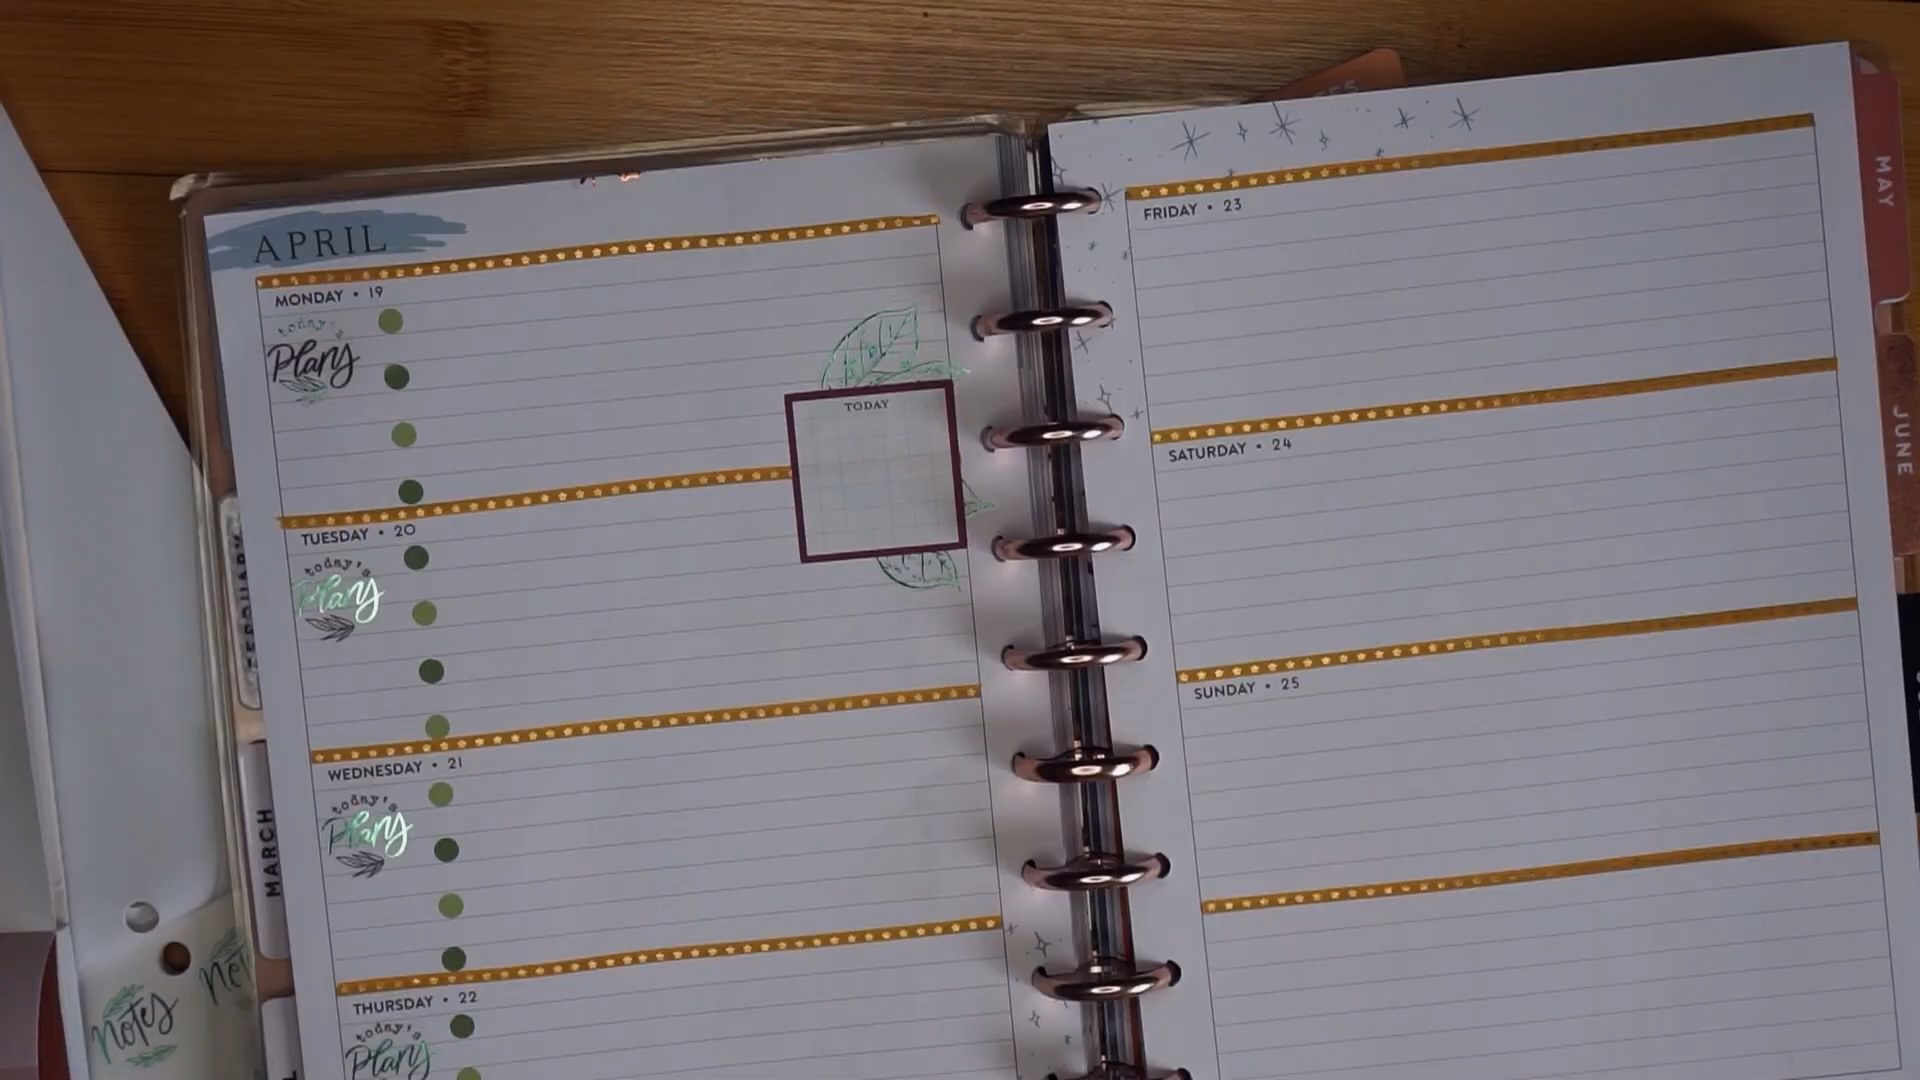 APRIL
MONDAY • 19
today's
Plans
TODAY
TUESDAY • 20
today's
Plans
WEDNESDAY • 21
today's
Plans
THURSDAY • 22
today's
Plans
FRIDAY • 23
SATURDAY • 24
SUNDAY • 25
MAY
JUNE
FEBRUARY
MARCH
Notes